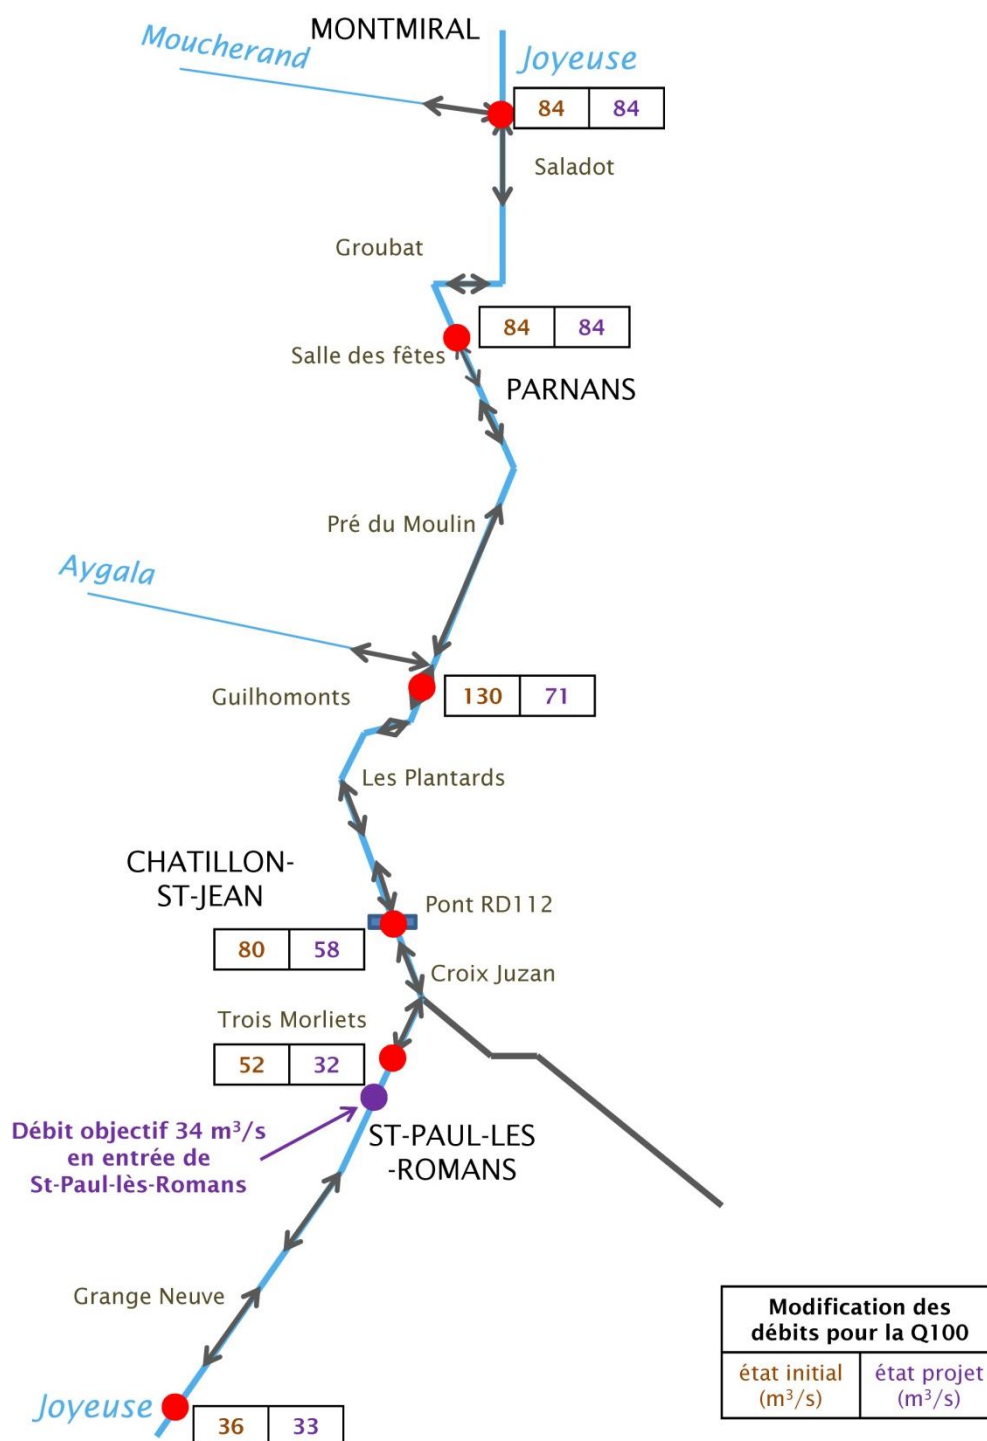 MONTMIRAL
Moucherand
Joyeuse
84 84
Saladot
Groubat
84 84
Salle des fêtes
PARNANS
Pré du Moulin
Aygala
Guilhomonts
130 71
Les Plantards
CHATILLON-
ST-JEAN
Pont RD112
80 58
Croix Juzan
Trois Morliets
52 32
Débit objectif 34 m³/s
en entrée de
St-Paul-lès-Romans
ST-PAUL-LES
-ROMANS
Grange Neuve
Joyeuse
36 33
Modification des
débits pour la Q100
état initial
(m³/s)
état projet
(m³/s)